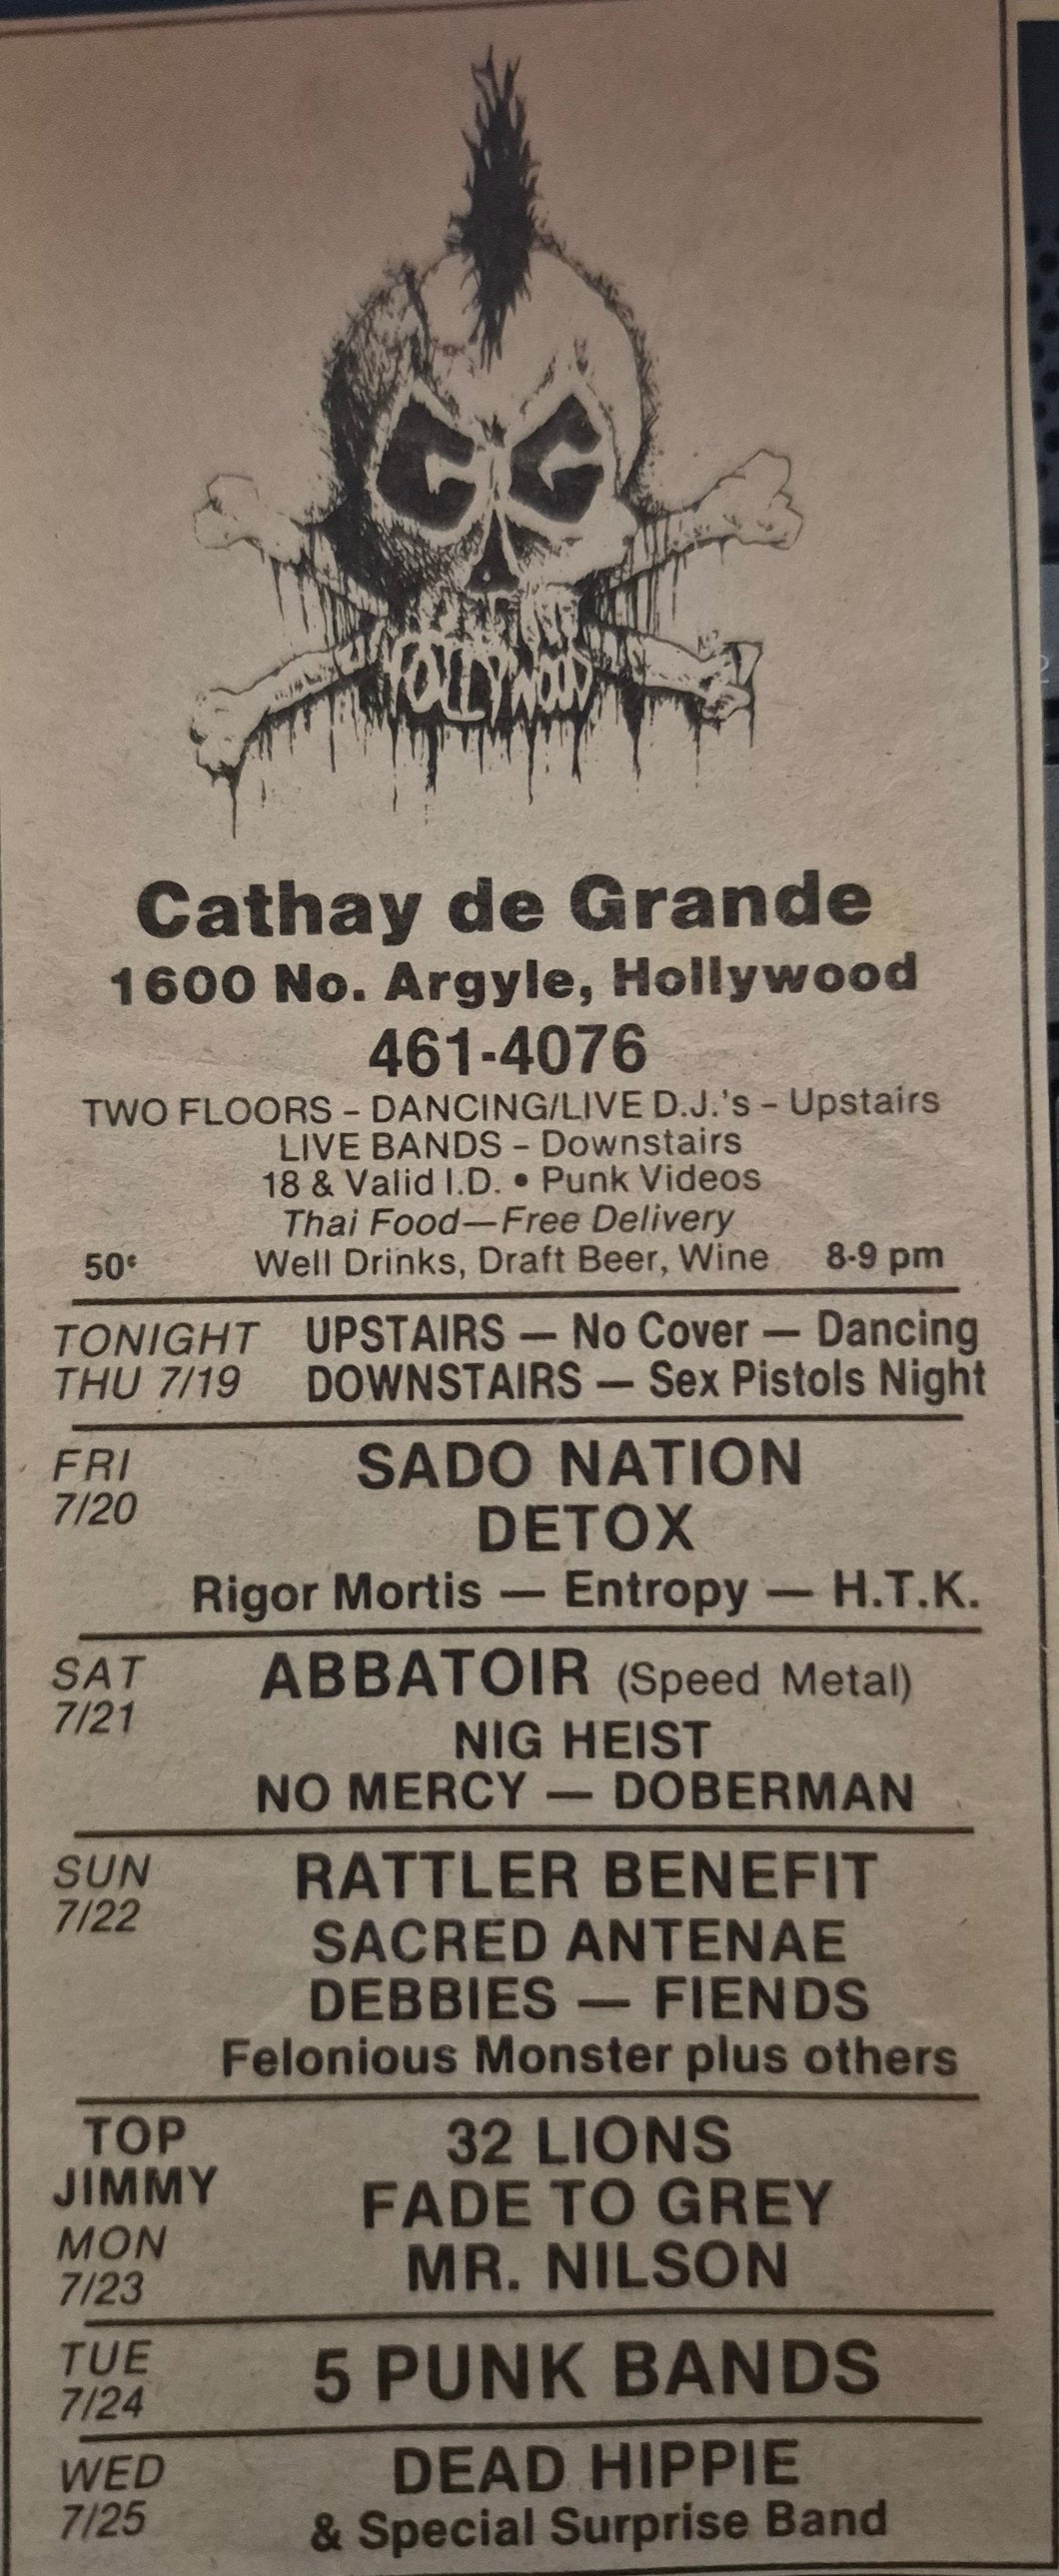 C G
HOLLYWOOD
Cathay de Grande
1600 No. Argyle, Hollywood
461-4076
TWO FLOORS – DANCING/LIVE D.J.'s – Upstairs
LIVE BANDS – Downstairs
18 & Valid I.D. • Punk Videos
Thai Food—Free Delivery
50¢ Well Drinks, Draft Beer, Wine 8-9 pm
TONIGHT UPSTAIRS — No Cover — Dancing
THU 7/19 DOWNSTAIRS — Sex Pistols Night
FRI SADO NATION
7/20 DETOX
Rigor Mortis — Entropy — H.T.K.
SAT ABBATOIR (Speed Metal)
7/21 NIG HEIST
NO MERCY — DOBERMAN
SUN RATTLER BENEFIT
7/22 SACRED ANTENAE
DEBBIES — FIENDS
Felonious Monster plus others
TOP 32 LIONS
JIMMY FADE TO GREY
MON MR. NILSON
7/23
TUE 5 PUNK BANDS
7/24
WED DEAD HIPPIE
7/25 & Special Surprise Band